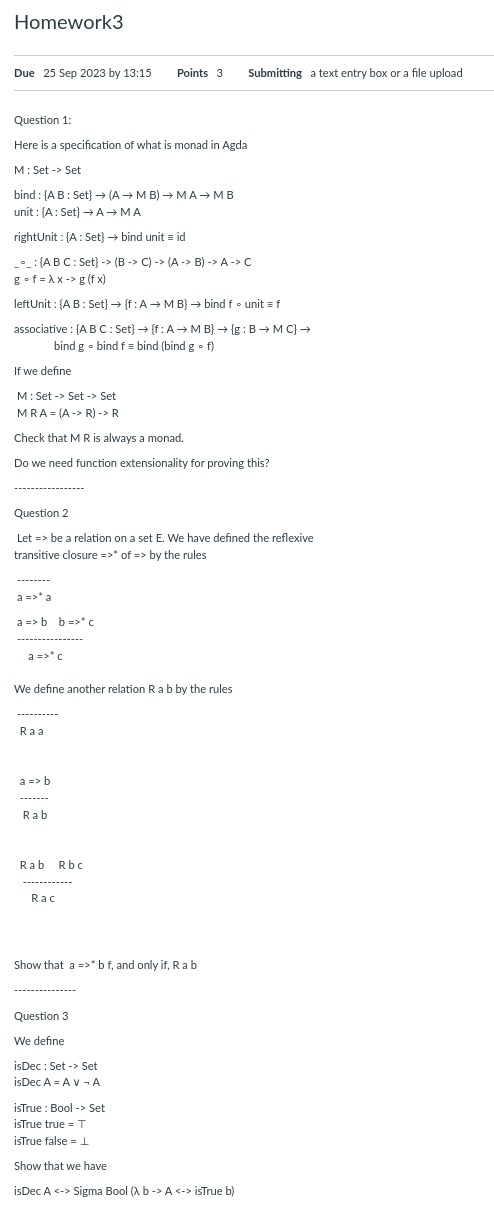 Homework3
Due 25 Sep 2023 by 13:15 Points 3 Submitting a text entry box or a file upload
Question 1:
Here is a specification of what is monad in Agda
M : Set -> Set
bind : {A B : Set} → (A → M B) → M A → M B
unit : {A : Set} → A → M A
rightUnit : {A : Set} → bind unit ≡ id
_∘_ : {A B C : Set} -> (B -> C) -> (A -> B) -> A -> C
g ∘ f = λ x -> g (f x)
leftUnit : {A B : Set} → {f : A → M B} → bind f ∘ unit ≡ f
associative : {A B C : Set} → {f : A → M B} → {g : B → M C} →
bind g ∘ bind f ≡ bind (bind g ∘ f)
If we define
M : Set -> Set -> Set
M R A = (A -> R) -> R
Check that M R is always a monad.
Do we need function extensionality for proving this?
-----------------
Question 2
Let => be a relation on a set E. We have defined the reflexive
transitive closure =>* of => by the rules
--------
a =>* a
a => b b =>* c
----------------
a =>* c
We define another relation R a b by the rules
----------
R a a
a => b
-------
R a b
R a b R b c
------------
R a c
Show that a =>* b f, and only if, R a b
---------------
Question 3
We define
isDec : Set -> Set
isDec A = A ∨ ¬ A
isTrue : Bool -> Set
isTrue true = ⊤
isTrue false = ⊥
Show that we have
isDec A <-> Sigma Bool (λ b -> A <-> isTrue b)